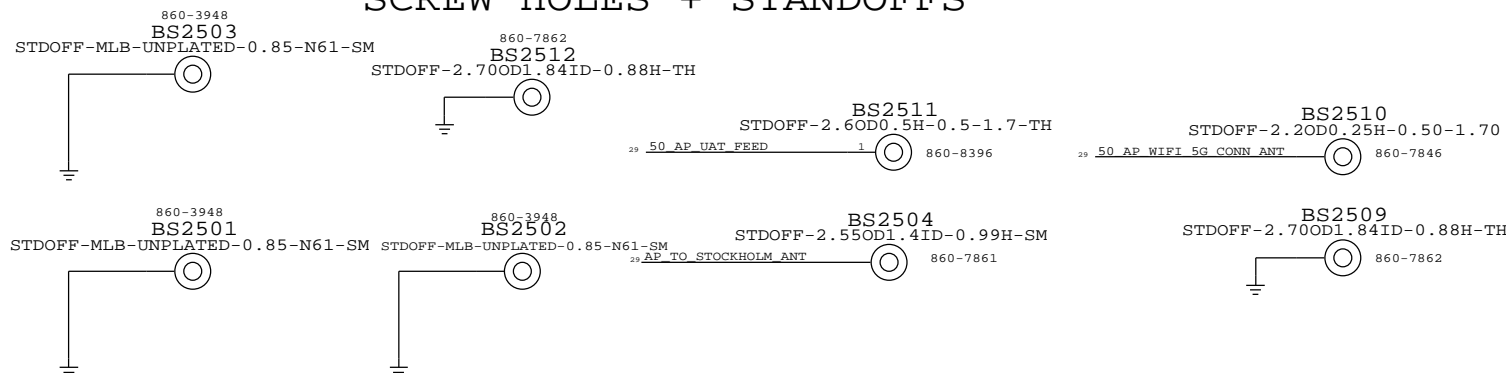 SCREW HOLES + STANDOFFS
860-3948
BS2503
STDOFF-MLB-UNPLATED-0.85-N61-SM
860-7862
BS2512
STDOFF-2.70OD1.84ID-0.88H-TH
BS2511
STDOFF-2.6OD0.5H-0.5-1.7-TH
29 50_AP_UAT_FEED 1
860-8396
BS2510
STDOFF-2.2OD0.25H-0.50-1.70
29 50_AP_WIFI_5G_CONN_ANT
860-7846
860-3948
BS2501
STDOFF-MLB-UNPLATED-0.85-N61-SM
860-3948
BS2502
STDOFF-MLB-UNPLATED-0.85-N61-SM
BS2504
STDOFF-2.55OD1.4ID-0.99H-SM
29 AP_TO_STOCKHOLM_ANT
860-7861
BS2509
STDOFF-2.70OD1.84ID-0.88H-TH
860-7862